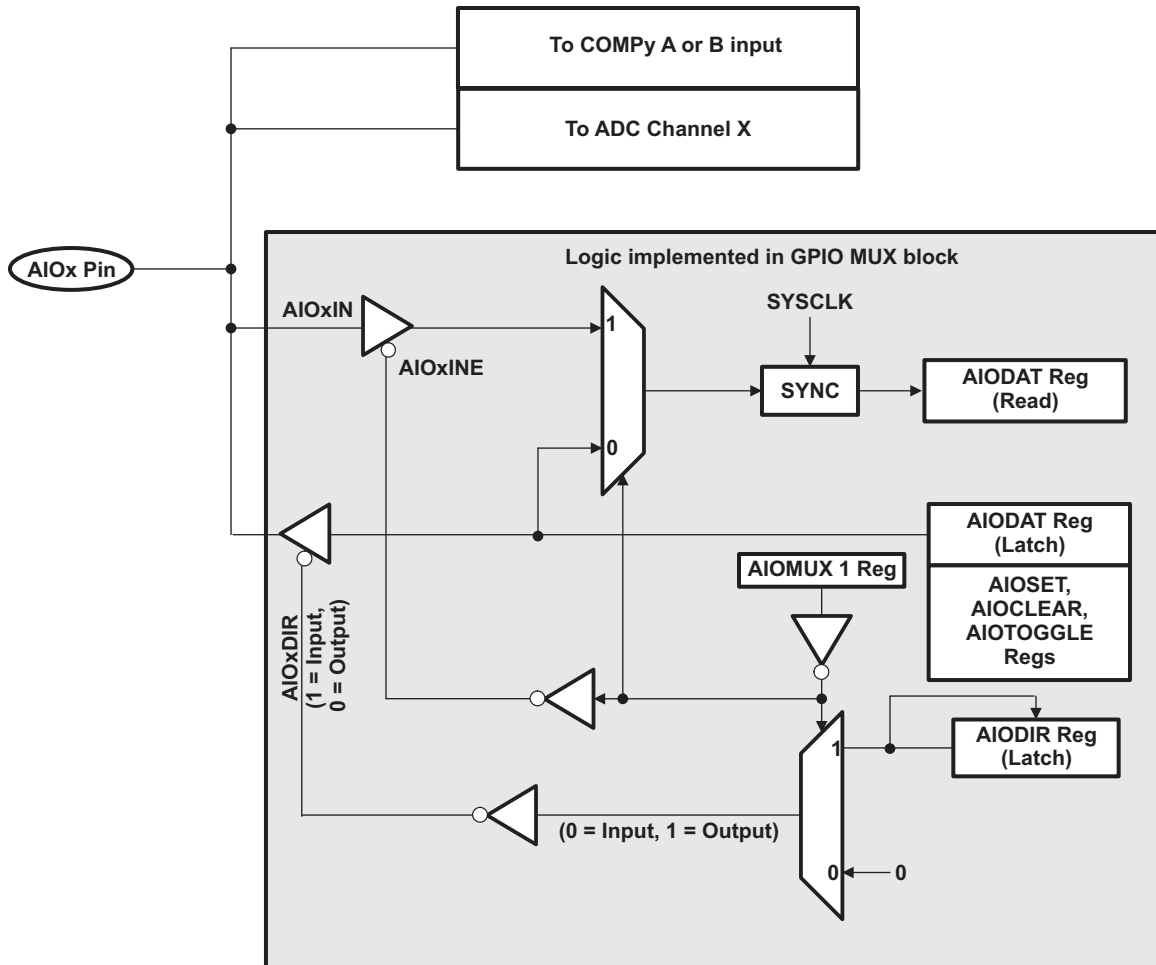 To COMPy A or B input
To ADC Channel X
AIOx Pin
Logic implemented in GPIO MUX block
AIOxIN
AIOxINE
1
0
SYSCLK
SYNC
AIODAT Reg
(Read)
AIODAT Reg
(Latch)
AIOSET,
AIOCLEAR,
AIOTOGGLE
Regs
AIOMUX 1 Reg
AIOxDIR
(1 = Input,
0 = Output)
1
AIODIR Reg
(Latch)
(0 = Input, 1 = Output)
0
0